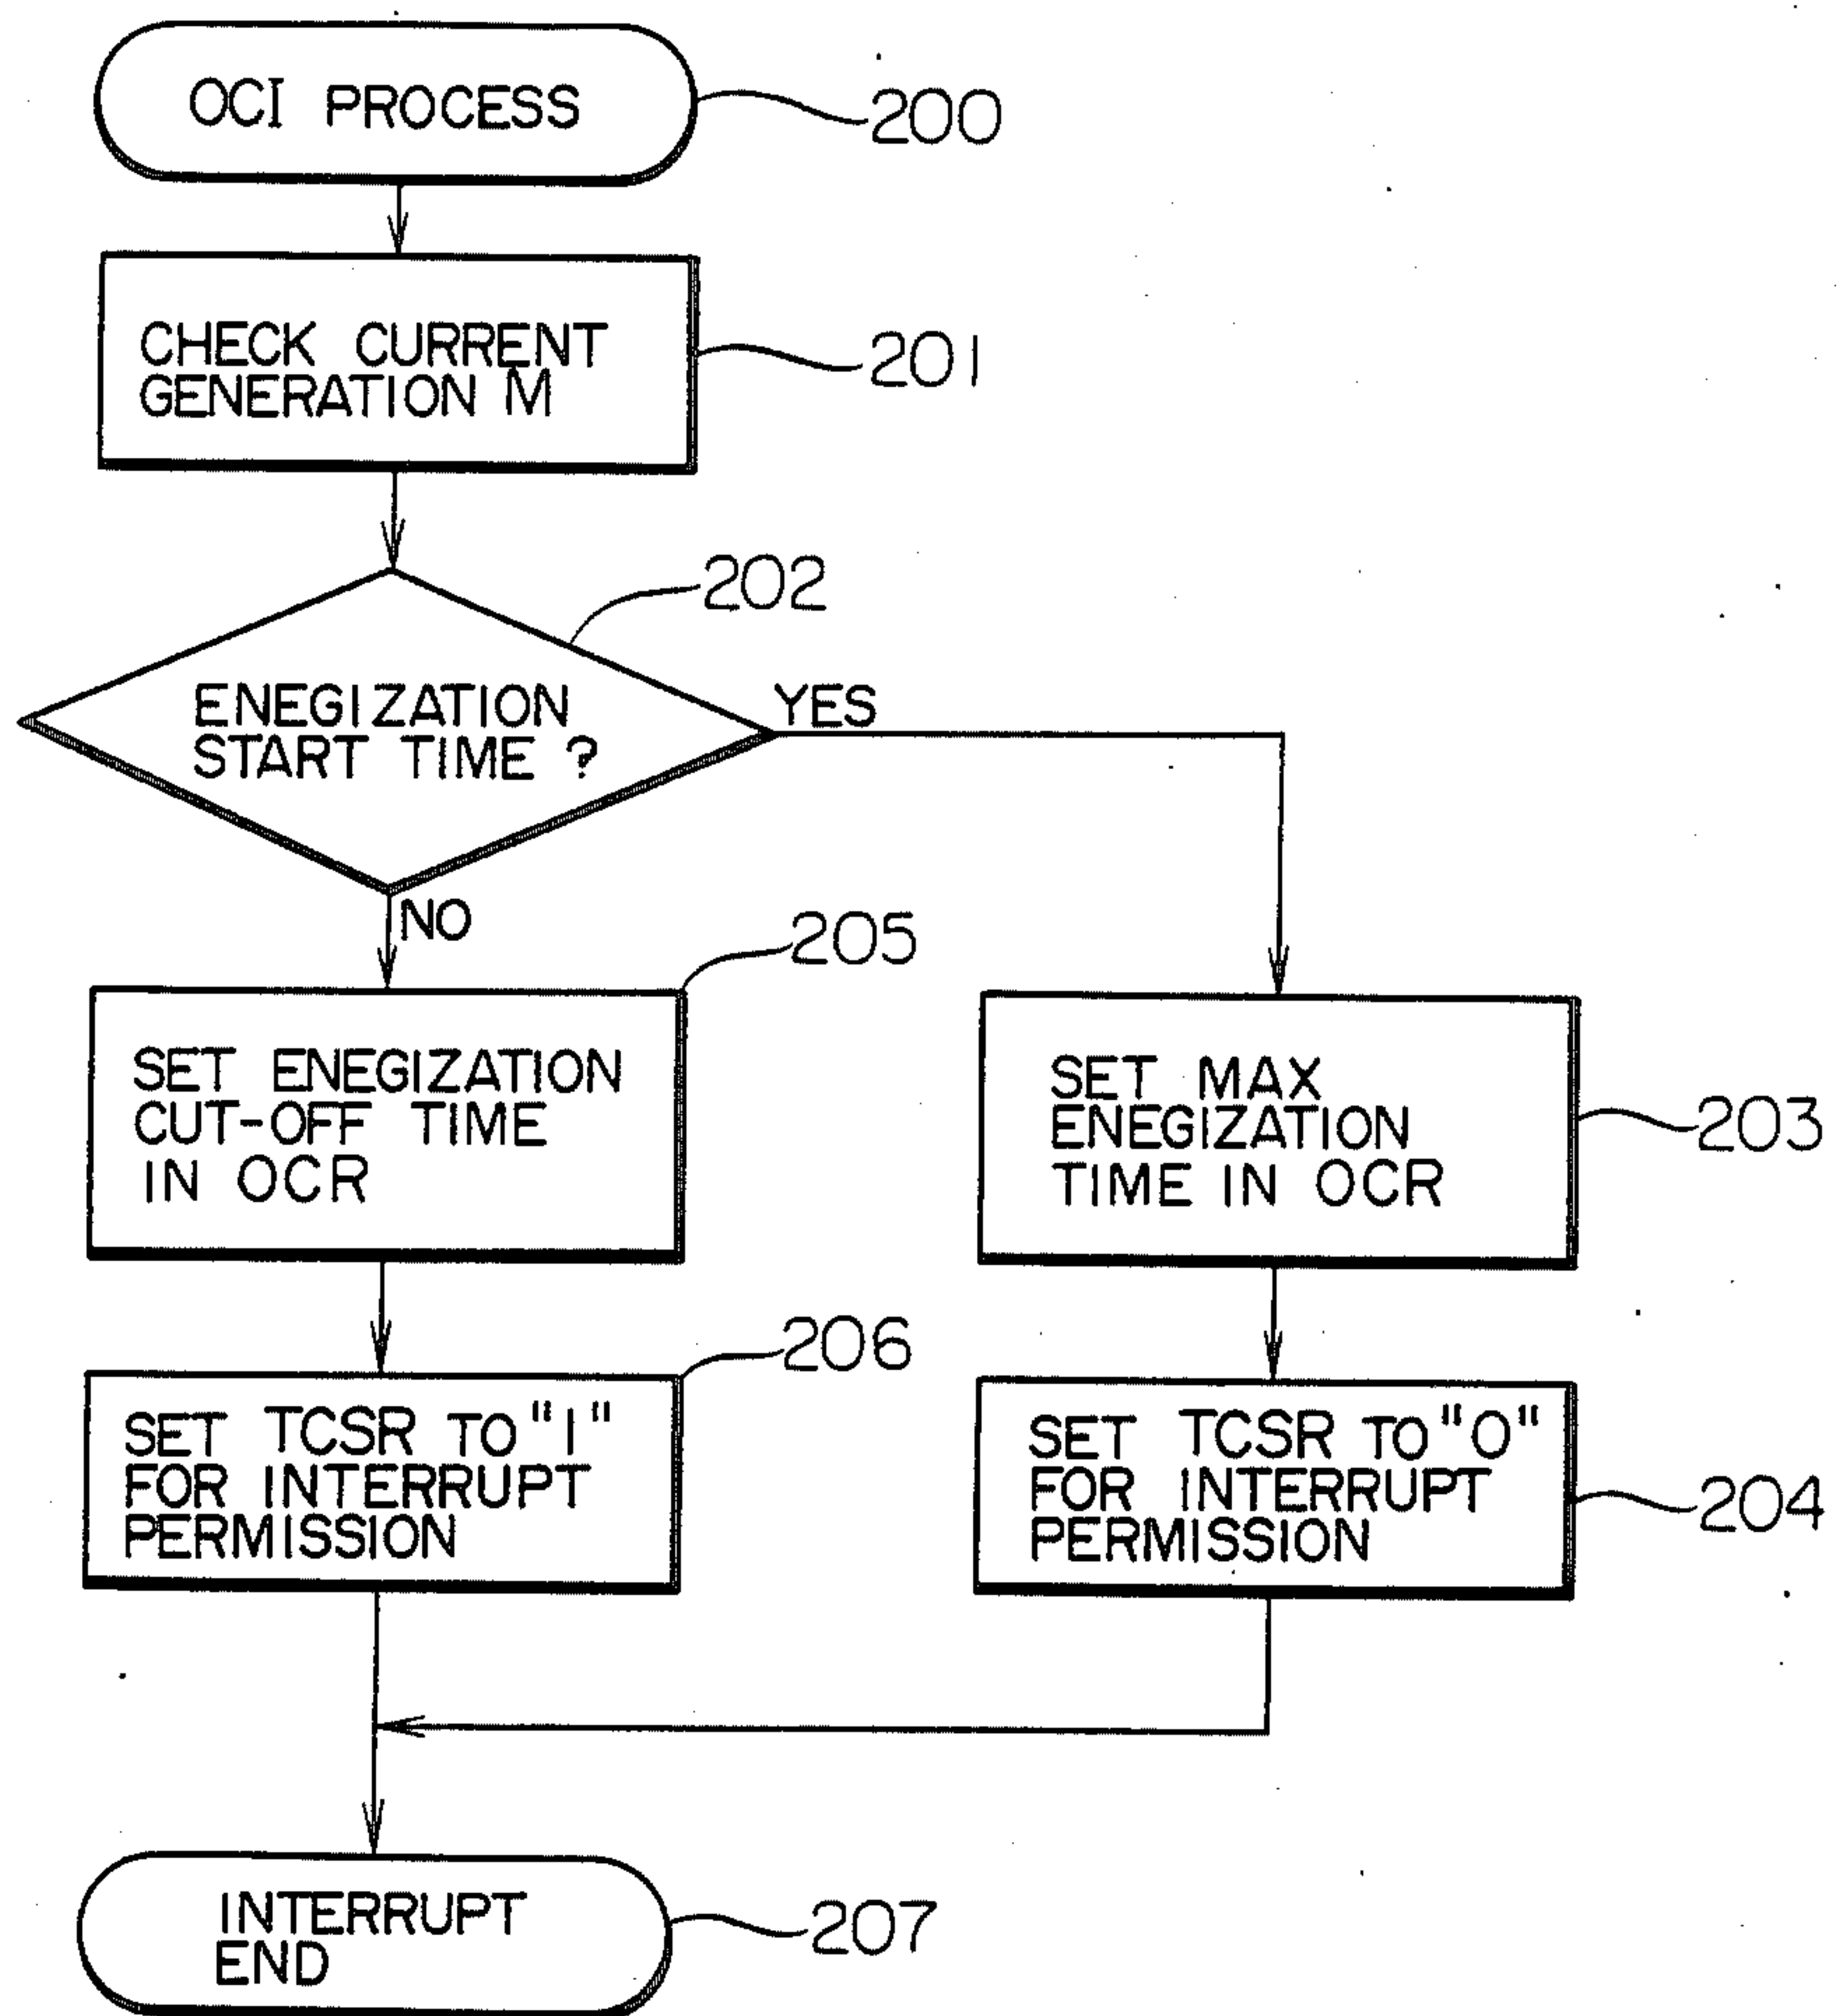 OCI PROCESS
200
CHECK CURRENT
GENERATION M
201
202
ENEGIZATION
START TIME ?
YES
NO
205
SET ENEGIZATION
CUT-OFF TIME
IN OCR
SET MAX
ENEGIZATION
TIME IN OCR
203
206
SET TCSR TO "1"
FOR INTERRUPT
PERMISSION
SET TCSR TO "0"
FOR INTERRUPT
PERMISSION
204
INTERRUPT
END
207